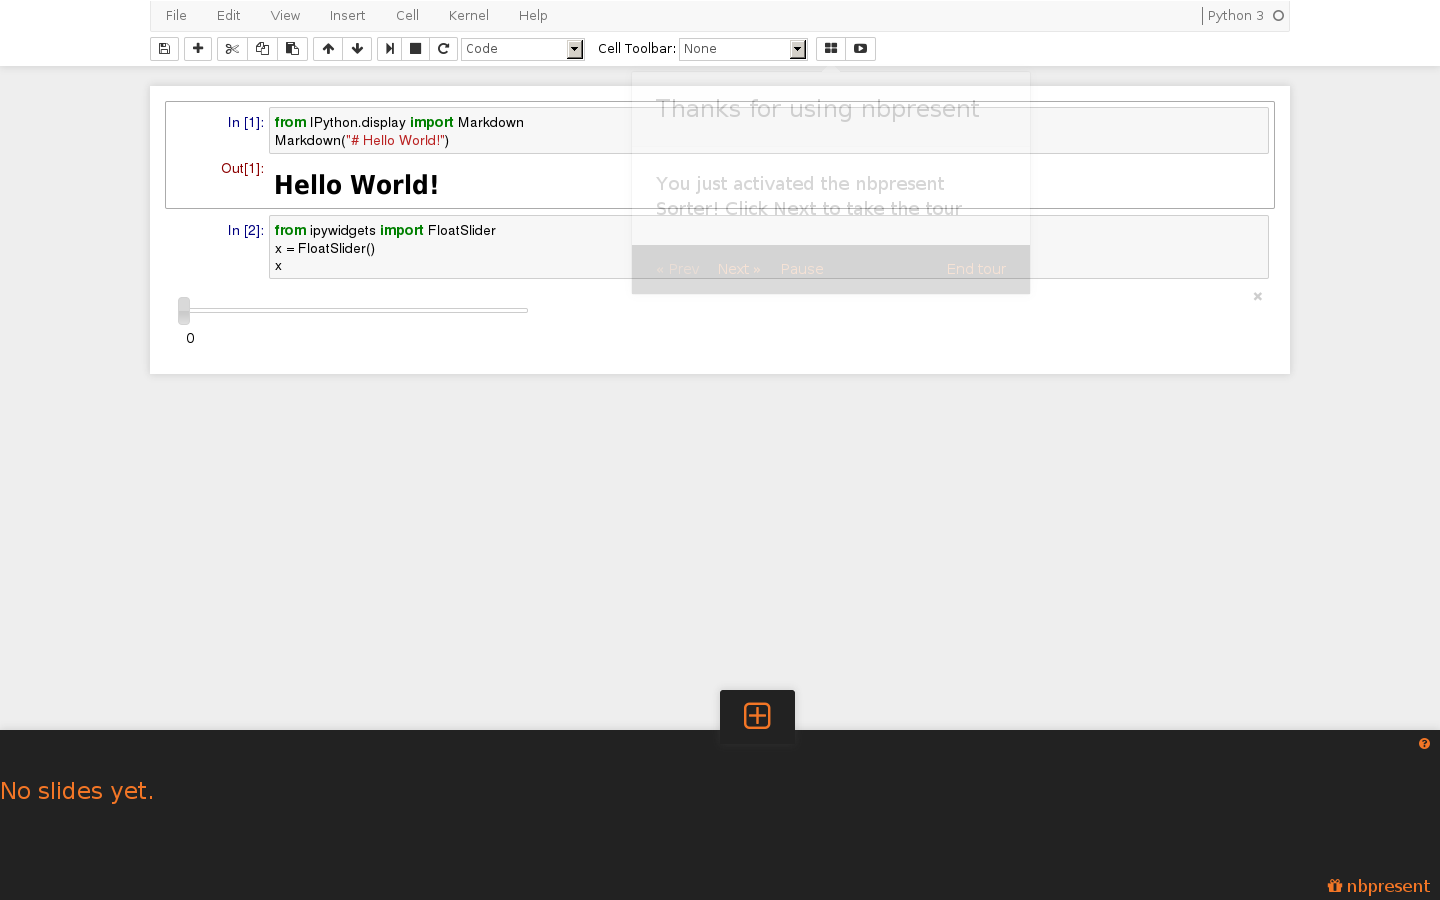 File Edit View Insert Cell Kernel Help Python 3
Code Cell Toolbar: None
Thanks for using nbpresent
You just activated the nbpresent
Sorter! Click Next to take the tour
« Prev Next » Pause End tour
In [1]: from IPython.display import Markdown
Markdown("# Hello World!")
Out[1]: Hello World!
In [2]: from ipywidgets import FloatSlider
x = FloatSlider()
x
0
No slides yet.
nbpresent